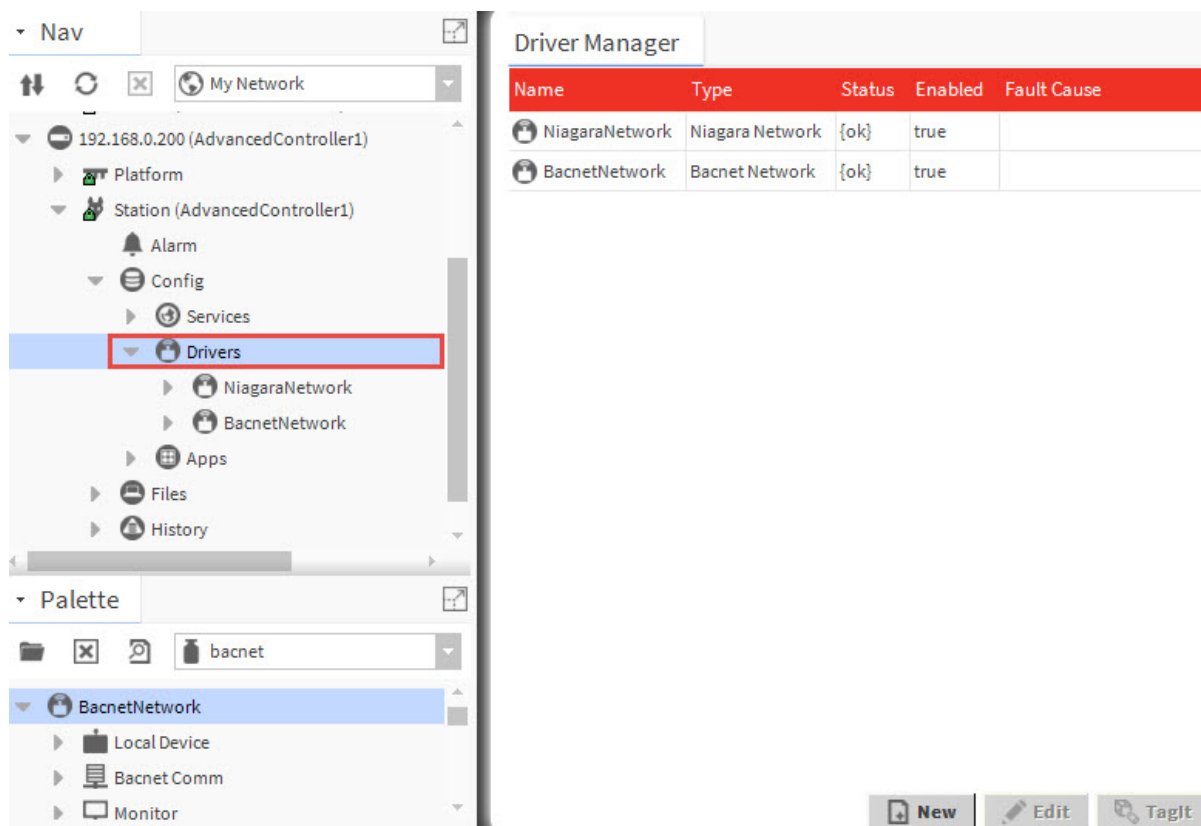 Nav
My Network
192.168.0.200 (AdvancedController1)
Platform
Station (AdvancedController1)
Alarm
Config
Services
Drivers
NiagaraNetwork
BacnetNetwork
Apps
Files
History
Palette
bacnet
BacnetNetwork
Local Device
Bacnet Comm
Monitor
Driver Manager
Name Type Status Enabled Fault Cause
NiagaraNetwork Niagara Network {ok} true
BacnetNetwork Bacnet Network {ok} true
New Edit TagIt